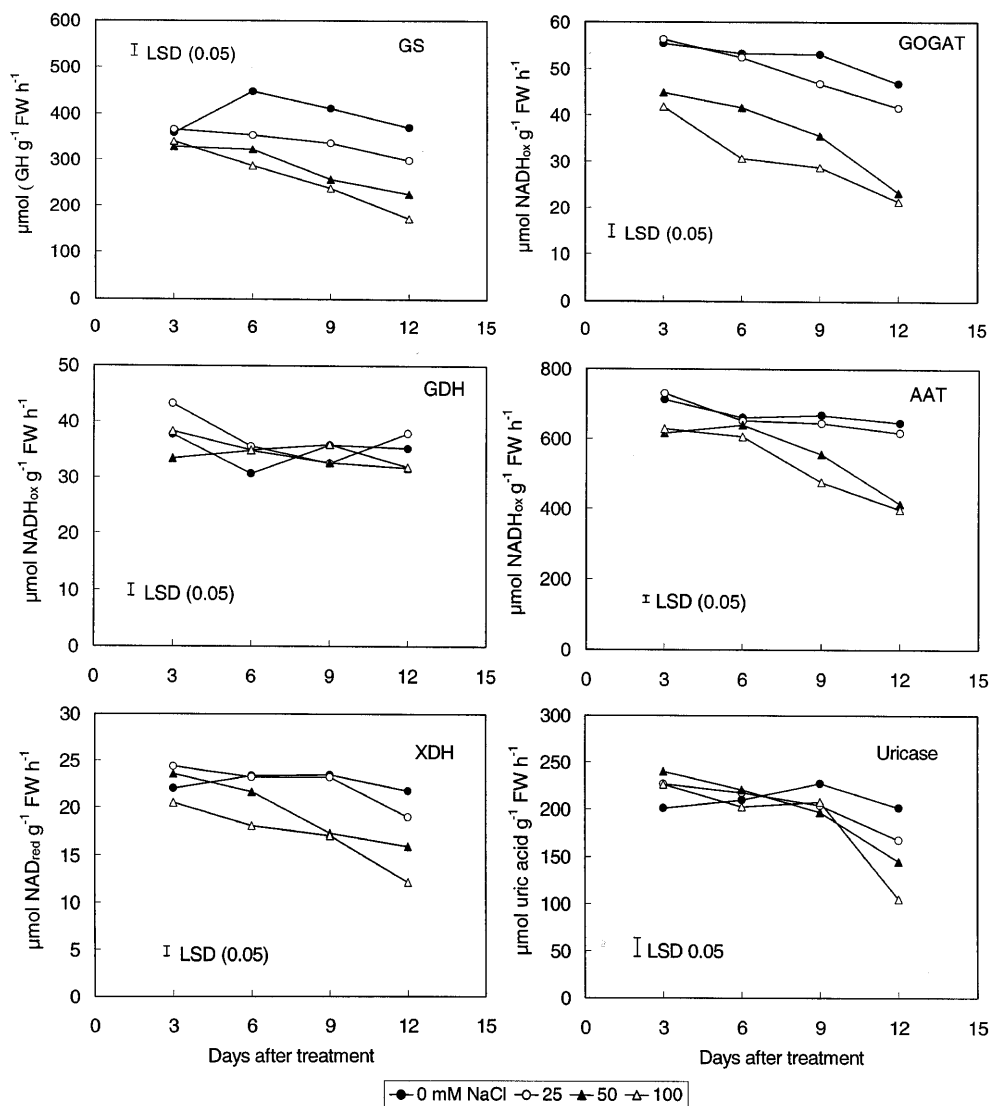 600
500
400
300
200
100
0
0 3 6 9 12 15
µmol ( GH g⁻¹ FW h⁻¹)
GS
LSD (0.05)
60
50
40
30
20
10
0
0 3 6 9 12 15
µmol NADHox g⁻¹ FW h⁻¹)
GOGAT
LSD (0.05)
50
40
30
20
10
0
0 3 6 9 12 15
µmol NADHox g⁻¹ FW h⁻¹)
GDH
LSD (0.05)
800
600
400
200
0
0 3 6 9 12 15
µmol NADHox g⁻¹ FW h⁻¹)
AAT
LSD (0.05)
30
25
20
15
10
5
0
0 3 6 9 12 15
µmol NADred g⁻¹ FW h⁻¹)
XDH
LSD (0.05)
Days after treatment
300
250
200
150
100
50
0
0 3 6 9 12 15
µmol uric acid g⁻¹ FW h⁻¹)
Uricase
LSD 0.05
Days after treatment
0 mM NaCl 25 50 100